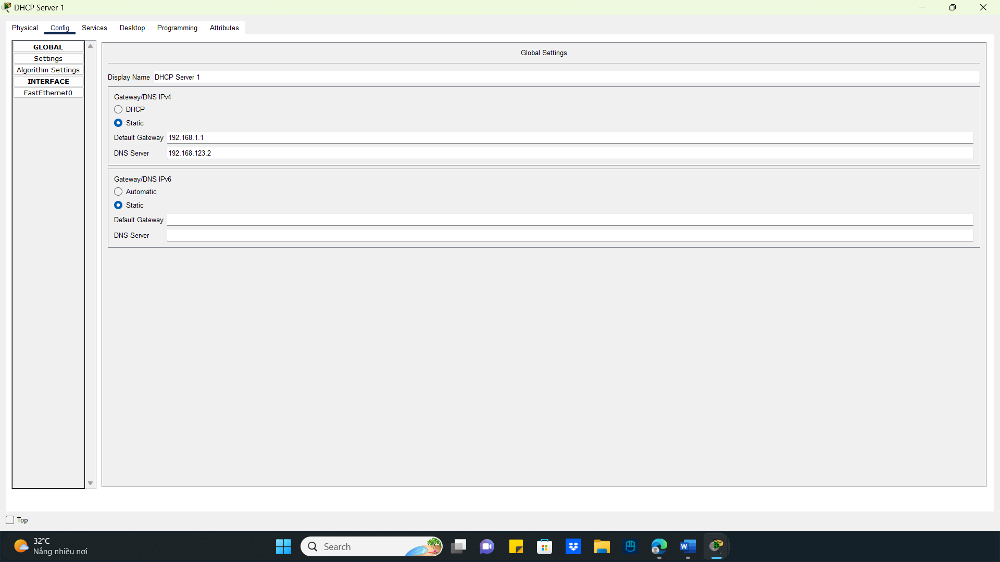 DHCP Server 1
Physical Config Services Desktop Programming Attributes
GLOBAL
Settings
Algorithm Settings
INTERFACE
FastEthernet0
Global Settings
Display Name DHCP Server 1
Gateway/DNS IPv4
DHCP
Static
Default Gateway 192.168.1.1
DNS Server 192.168.123.2
Gateway/DNS IPv6
Automatic
Static
Default Gateway
DNS Server
Top
32°C
Nắng nhiều nơi
Search
W